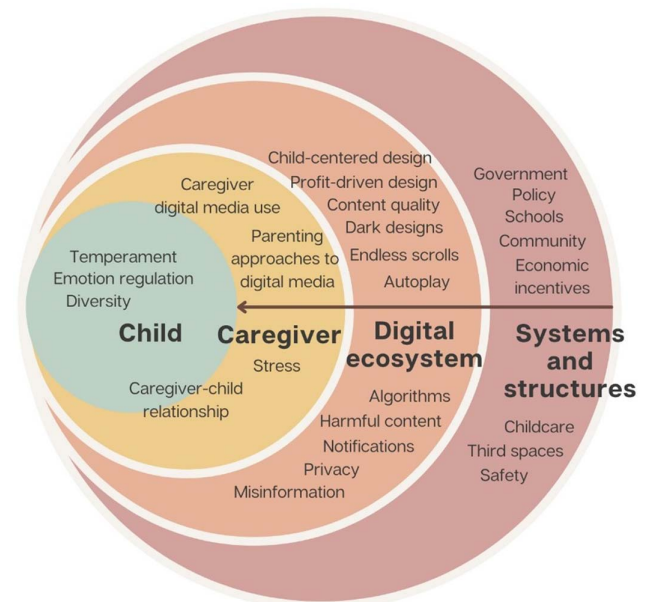 Temperament
Emotion regulation
Diversity
Child
Caregiver-child
relationship
Caregiver
digital media use
Parenting
approaches to
digital media
Caregiver
Stress
Child-centered design
Profit-driven design
Content quality
Dark designs
Endless scrolls
Autoplay
Digital
ecosystem
Algorithms
Harmful content
Notifications
Privacy
Misinformation
Government
Policy
Schools
Community
Economic
incentives
Systems
and
structures
Childcare
Third spaces
Safety